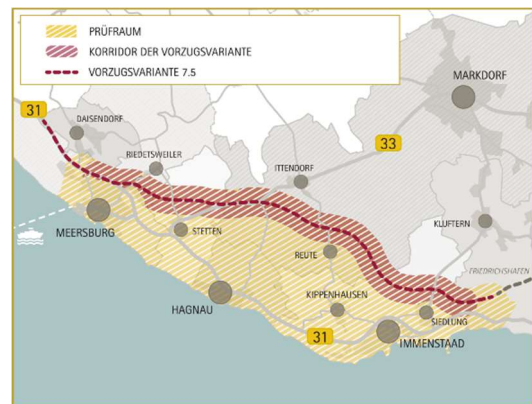 PRÜFRAUM
KORRIDOR DER VORZUGSVARIANTE
VORZUGSVARIANTE 7.5
MARKDORF
31
DAISENDORF
33
RIEDETSWEILER
ITTENDORF
KLUFTERN
MEERSBURG
STETTEN
REUTE
FRIEDRICHSHAFEN
HAGNAU
KIPPENHAUSEN
SIEDLUNG
31
IMMENSTAAD